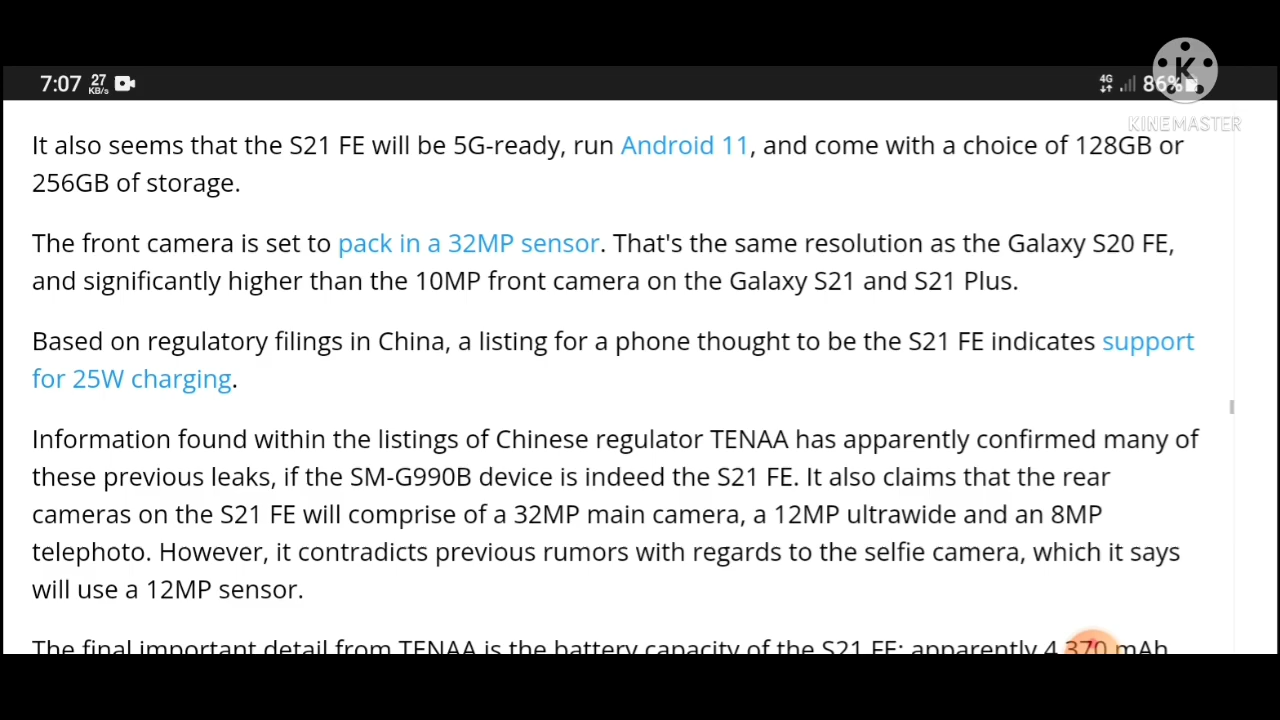 7:07 27 KB/s 4G 86%
K
KINEMASTER
It also seems that the S21 FE will be 5G-ready, run Android 11, and come with a choice of 128GB or
256GB of storage.
The front camera is set to pack in a 32MP sensor. That's the same resolution as the Galaxy S20 FE,
and significantly higher than the 10MP front camera on the Galaxy S21 and S21 Plus.
Based on regulatory filings in China, a listing for a phone thought to be the S21 FE indicates support
for 25W charging.
Information found within the listings of Chinese regulator TENAA has apparently confirmed many of
these previous leaks, if the SM-G990B device is indeed the S21 FE. It also claims that the rear
cameras on the S21 FE will comprise of a 32MP main camera, a 12MP ultrawide and an 8MP
telephoto. However, it contradicts previous rumors with regards to the selfie camera, which it says
will use a 12MP sensor.
The final important detail from TENAA is the battery capacity of the S21 FE: apparently 4,370 mAh